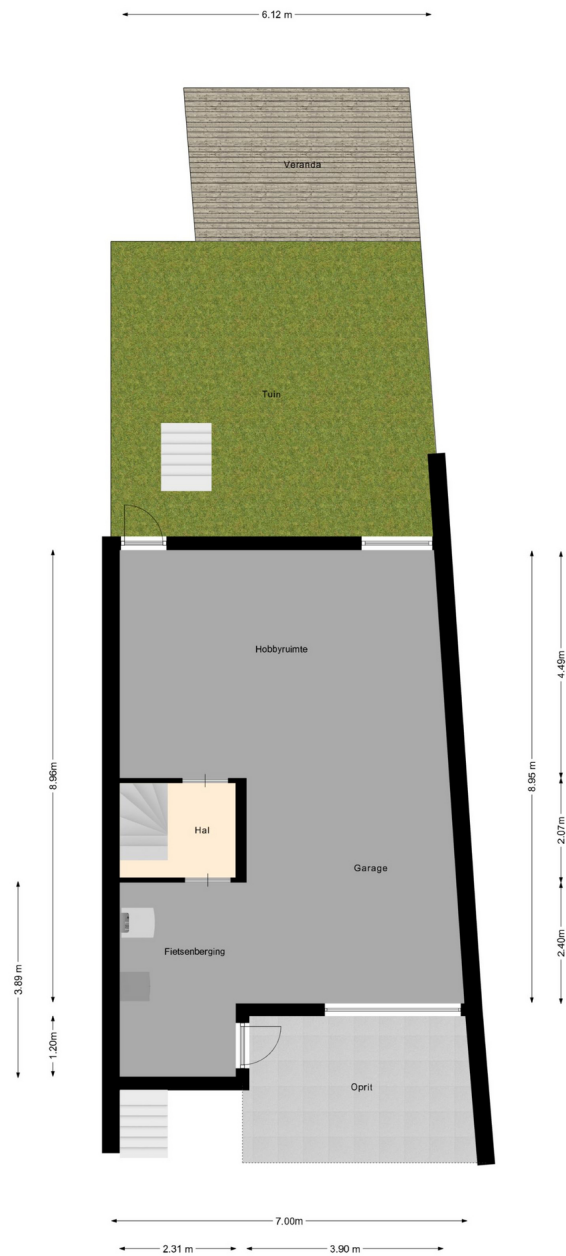 6.12 m
Veranda
Tuin
Hobbyruimte
4.49m
8.96m
8.95 m
Hal
2.07m
Garage
Fietsenberging
2.40m
3.89 m
1.20m
Oprit
7.00m
2.31 m
3.90 m